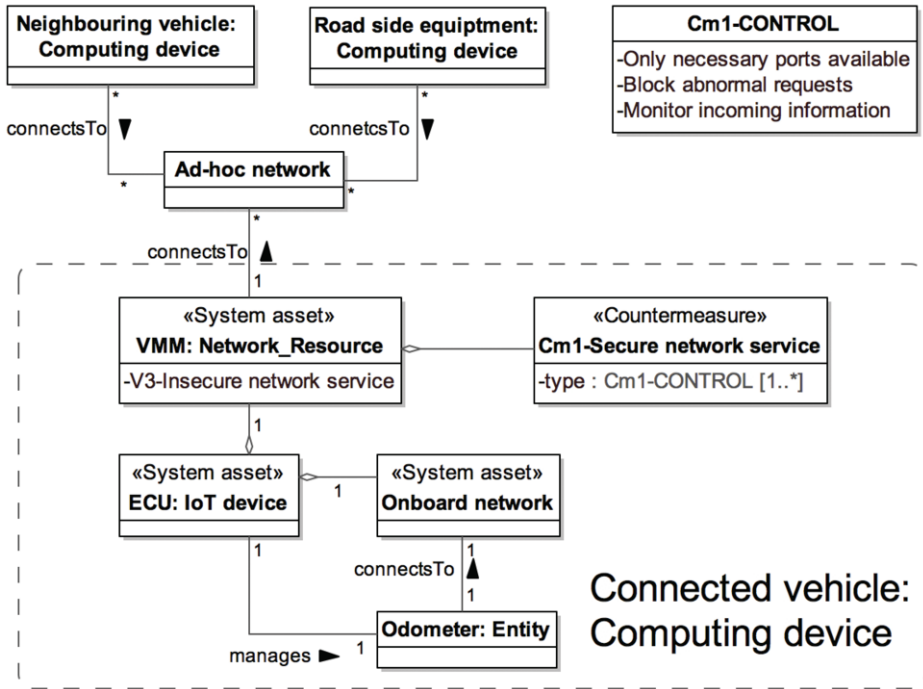 Neighbouring vehicle:
Computing device
Road side equiptment:
Computing device
Cm1-CONTROL
-Only necessary ports available
-Block abnormal requests
-Monitor incoming information
*
*
connectsTo
connetcsTo
*
*
Ad-hoc network
*
connectsTo
1
«System asset»
VMM: Network_Resource
-V3-Insecure network service
«Countermeasure»
Cm1-Secure network service
-type : Cm1-CONTROL [1..*]
1
«System asset»
ECU: IoT device
1
«System asset»
Onboard network
1
1
connectsTo
1
Odometer: Entity
manages
1
Connected vehicle:
Computing device